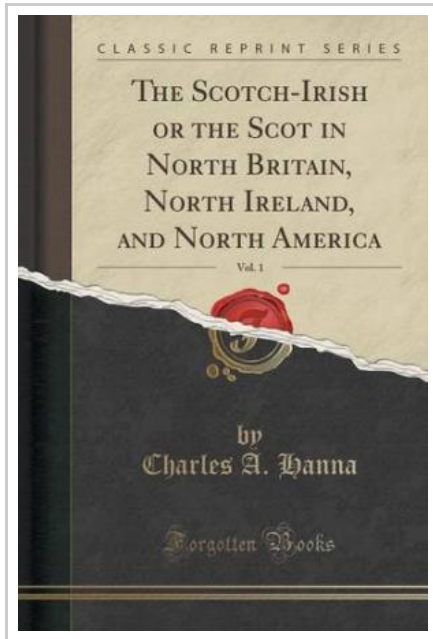 CLASSIC REPRINT SERIES
THE SCOTCH-IRISH
OR THE SCOT IN
NORTH BRITAIN,
NORTH IRELAND,
AND NORTH AMERICA
Vol. 1
by
Charles A. Hanna
Forgotten Books